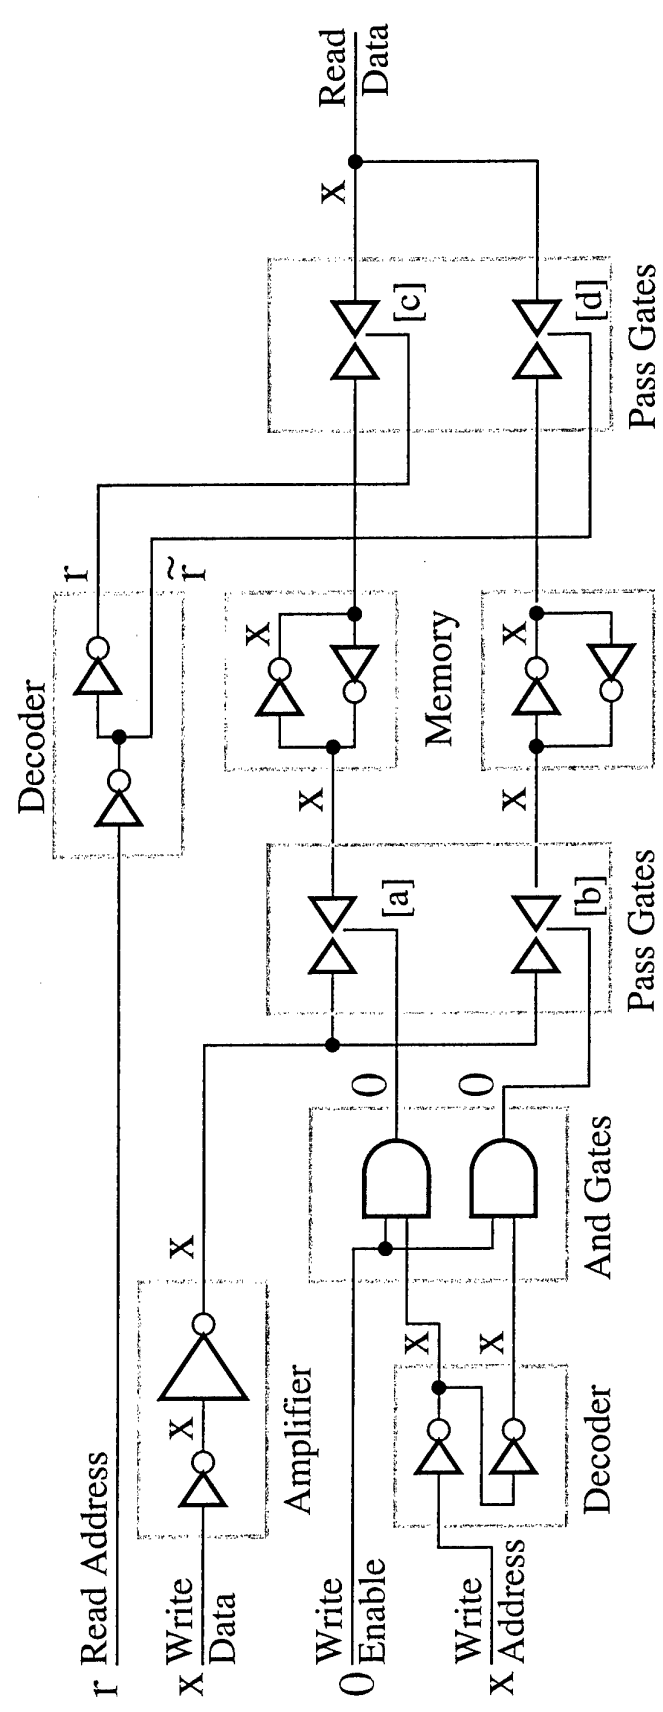 r Read Address
Decoder
r
r̃
x Write
Data
x
Amplifier
x
Write
Enable
0
Write
Address
x
Decoder
x
x
And Gates
0
0
[a]
[b]
Pass Gates
x
x
x
x
Memory
[c]
[d]
Pass Gates
x
Read
Data